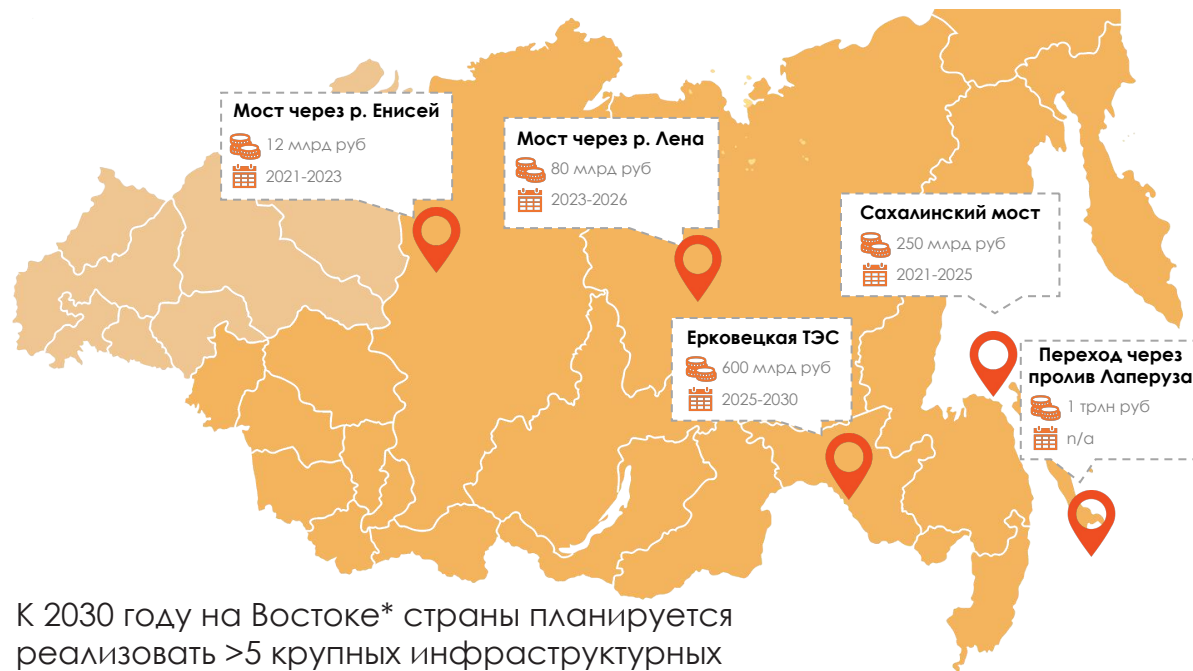 Мост через р. Енисей
12 млрд руб
2021-2023
Мост через р. Лена
80 млрд руб
2023-2026
Сахалинский мост
250 млрд руб
2021-2025
Ерковецкая ТЭС
600 млрд руб
2025-2030
Переход через
пролив Лаперуза
1 трлн руб
n/a
К 2030 году на Востоке* страны планируется
реализовать >5 крупных инфраструктурных